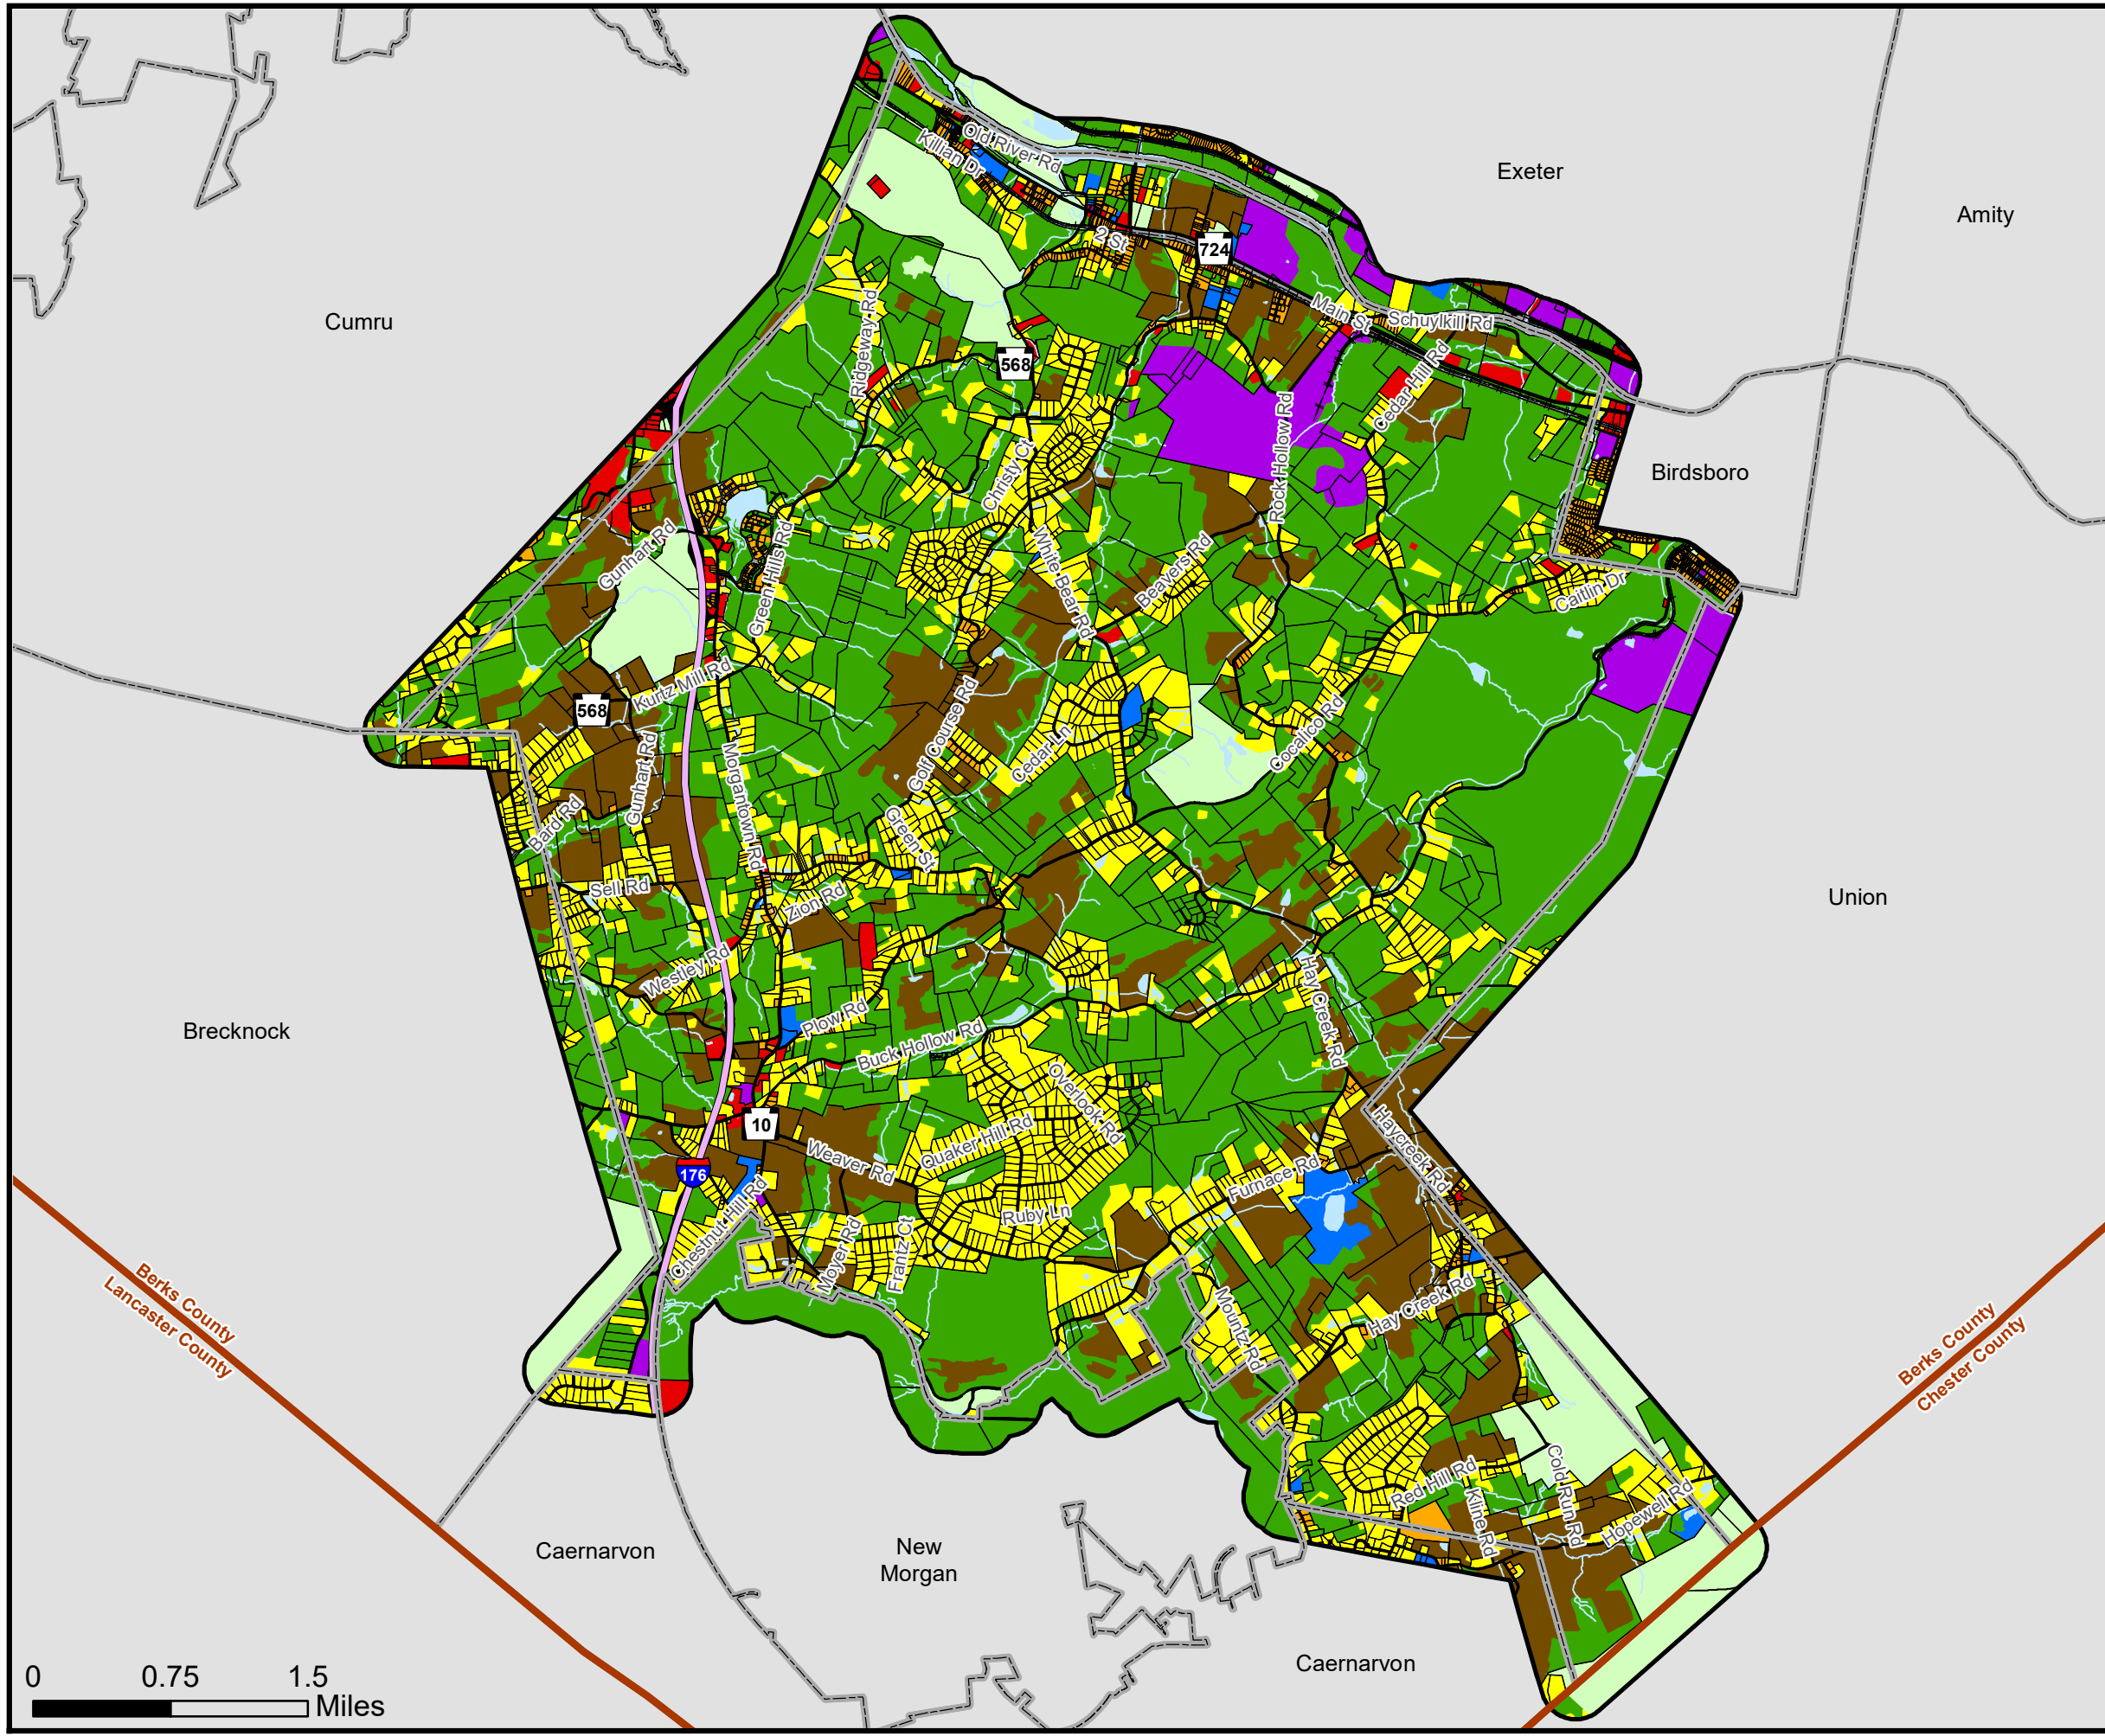 Exeter
Amity
Cumru
Birdsboro
Union
Brecknock
Caernarvon
New
Morgan
Caernarvon
Old River Rd
Killian Dr
2 St
724
Main St
Schuylkill Rd
Ridgeway Rd
568
Cedar Hill Rd
Rock Hollow Rd
Christy Ct
Gunhart Rd
Green Hills Rd
White Bear Rd
Beavers Rd
Caitlin Dr
Kurtz Mill Rd
568
Golf Course Rd
Cedar Ln
Cocalico Rd
Gunhart Rd
Morgantown Rd
Bard Rd
Green St
Sell Rd
Zion Rd
Westley Rd
Plow Rd
Buck Hollow Rd
Hay Creek Rd
Overlook Rd
10
Weaver Rd
Quaker Hill Rd
Haycreek Rd
176
Furnace Rd
Chestnut Hill Rd
Moyer Rd
Frantz Ct
Ruby Ln
Mountz Rd
Hay Creek Rd
Red Hill Rd
Kline Rd
Cold Run Rd
Hopewell Rd
Berks County
Lancaster County
Berks County
Chester County
0 0.75 1.5
Miles